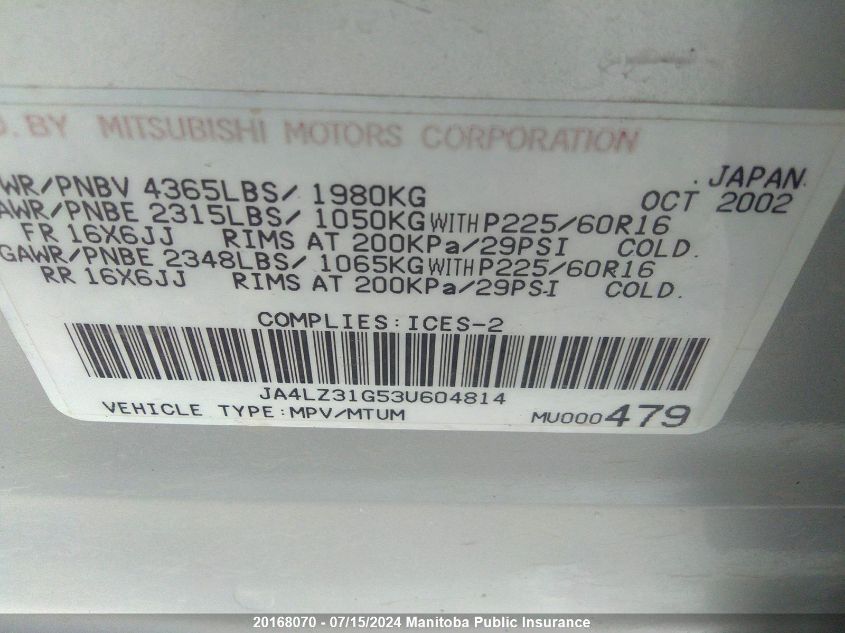 D. BY MITSUBISHI MOTORS CORPORATION
WR/PNBV 4365LBS/ 1980KG JAPAN
OCT 2002
AWR/PNBE 2315LBS/ 1050KG WITH P225/60R16
FR 16X6JJ RIMS AT 200KPa/29PSI COLD.
GAWR/PNBE 2348LBS/ 1065KG WITH P225/60R16
RR 16X6JJ RIMS AT 200KPa/29PSI COLD.
COMPLIES:ICES-2
JA4LZ31G53U604814
VEHICLE TYPE:MPV/MTUM MU000479
20168070 - 07/15/2024 Manitoba Public Insurance